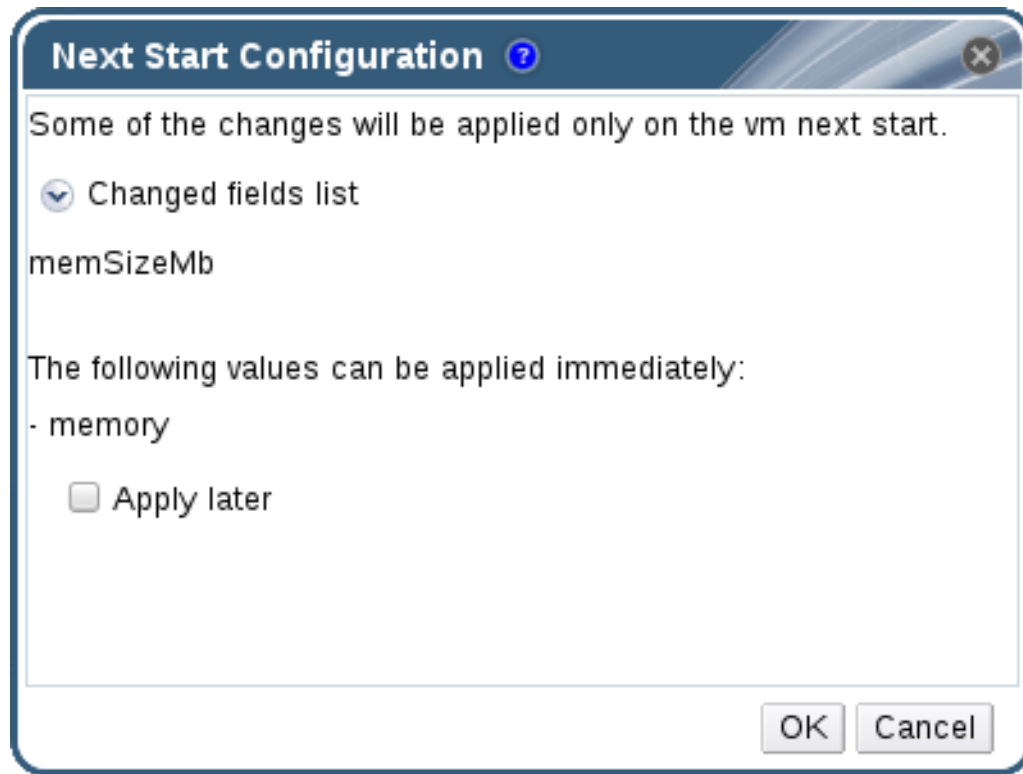 Next Start Configuration ?
Some of the changes will be applied only on the vm next start.
Changed fields list
memSizeMb
The following values can be applied immediately:
- memory
Apply later
OK Cancel